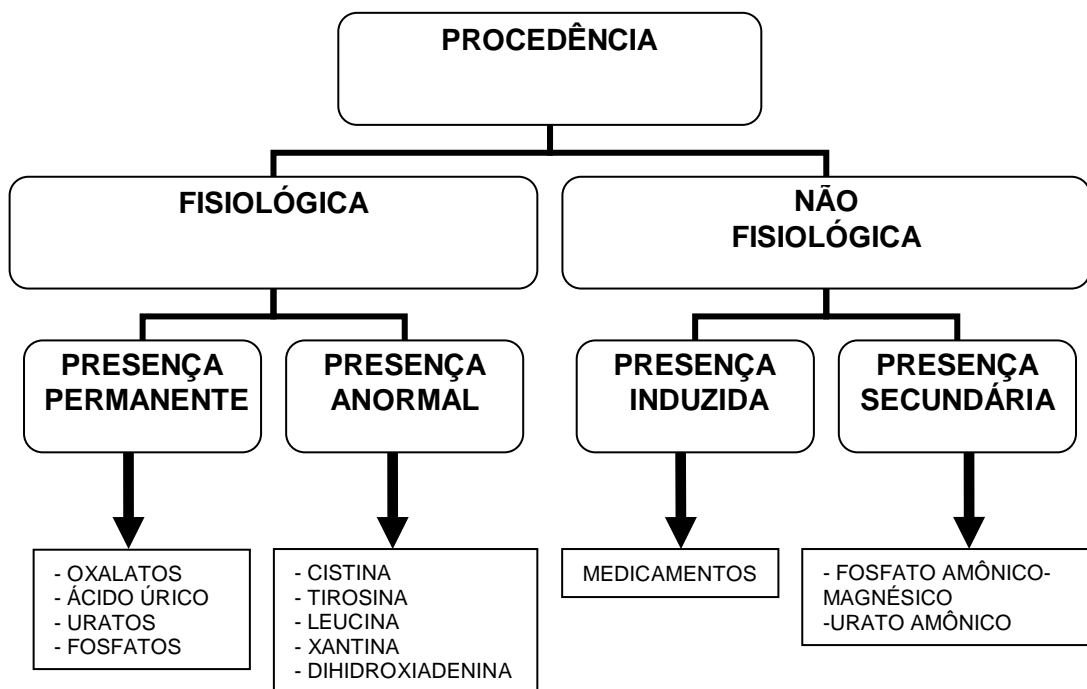 PROCEDÊNCIA
FISIOLÓGICA
NÃO
FISIOLÓGICA
PRESENÇA
PERMANENTE
PRESENÇA
ANORMAL
PRESENÇA
INDUZIDA
PRESENÇA
SECUNDÁRIA
- OXALATOS
- ÁCIDO ÚRICO
- URATOS
- FOSFATOS
- CISTINA
- TIROSINA
- LEUCINA
- XANTINA
- DIHIDROXIADENINA
MEDICAMENTOS
- FOSFATO AMÔNICO-
MAGNÉSICO
-URATO AMÔNICO